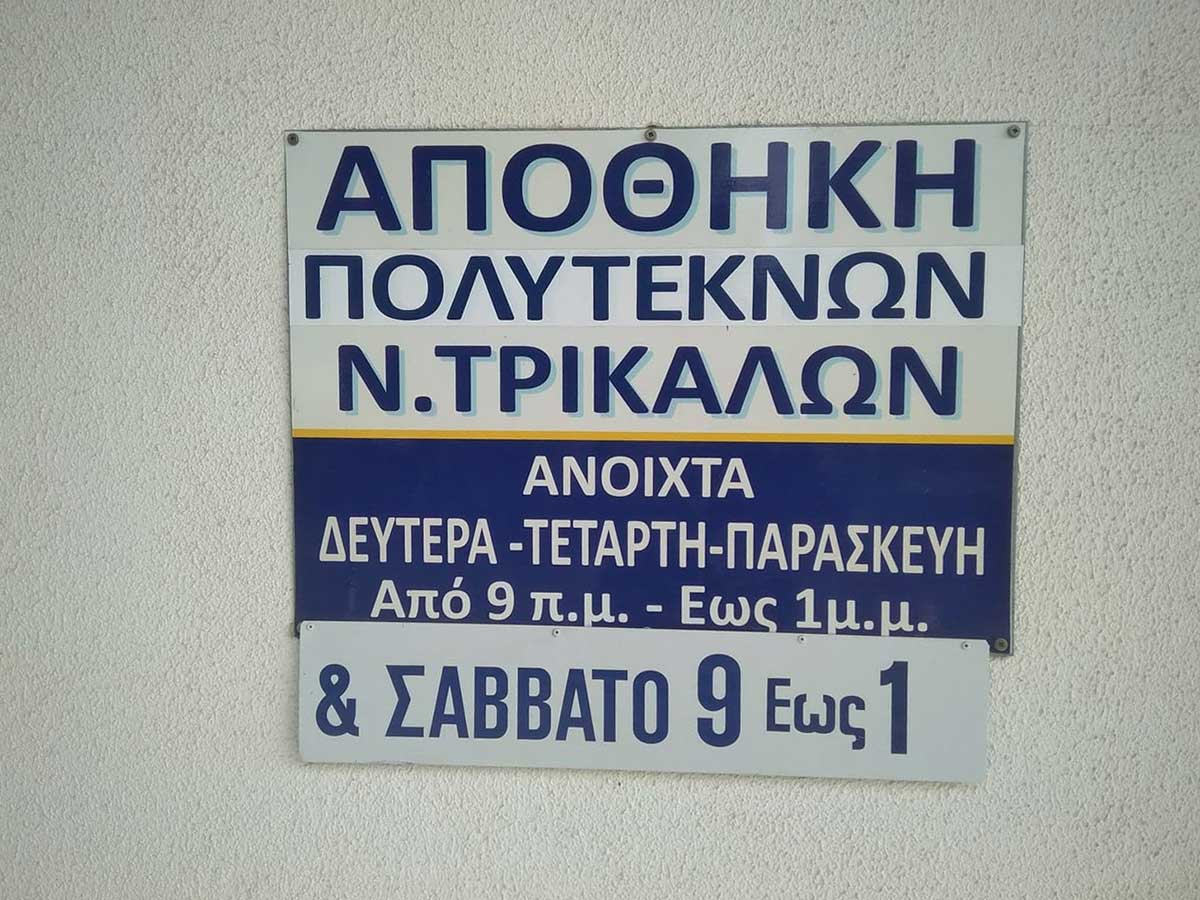 ΑΠΟΘΗΚΗ
ΠΟΛΥΤΕΚΝΩΝ
Ν.ΤΡΙΚΑΛΩΝ
ΑΝΟΙΧΤΑ
ΔΕΥΤΕΡΑ -ΤΕΤΑΡΤΗ-ΠΑΡΑΣΚΕΥΗ
Από 9 π.μ. - Εως 1μ.μ.
& ΣΑΒΒΑΤΟ 9 Εως 1